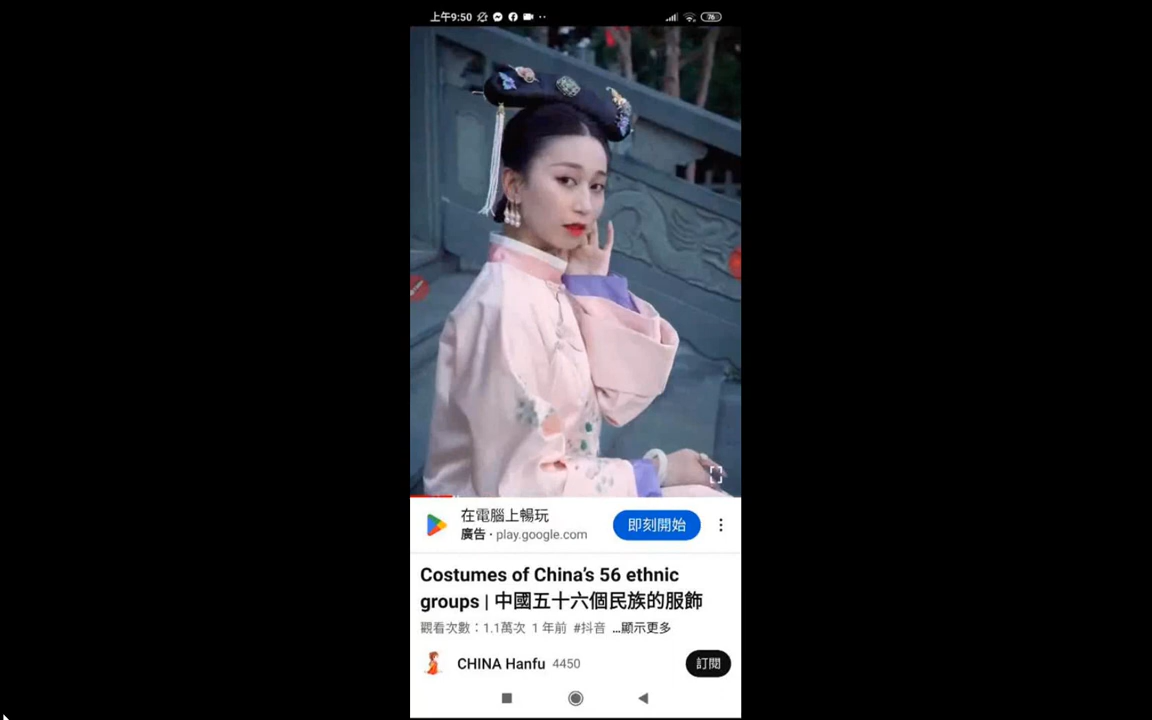 上午9:50
76
在電腦上暢玩
廣告 · play.google.com
即刻開始
Costumes of China's 56 ethnic
groups | 中國五十六個民族的服飾
觀看次數：1.1萬次 1 年前 #抖音 ...顯示更多
CHINA Hanfu 4450
訂閱